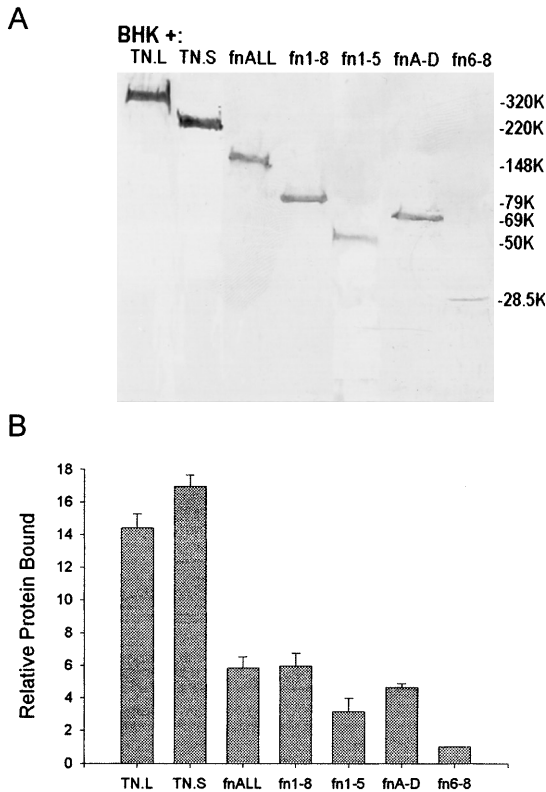 A
BHK +:
TN.L TN.S fnALL fn1-8 fn1-5 fnA-D fn6-8
-320K
-220K
-148K
-79K
-69K
-50K
-28.5K
B
Relative Protein Bound
18
16
14
12
10
8
6
4
2
0
TN.L TN.S fnALL fn1-8 fn1-5 fnA-D fn6-8